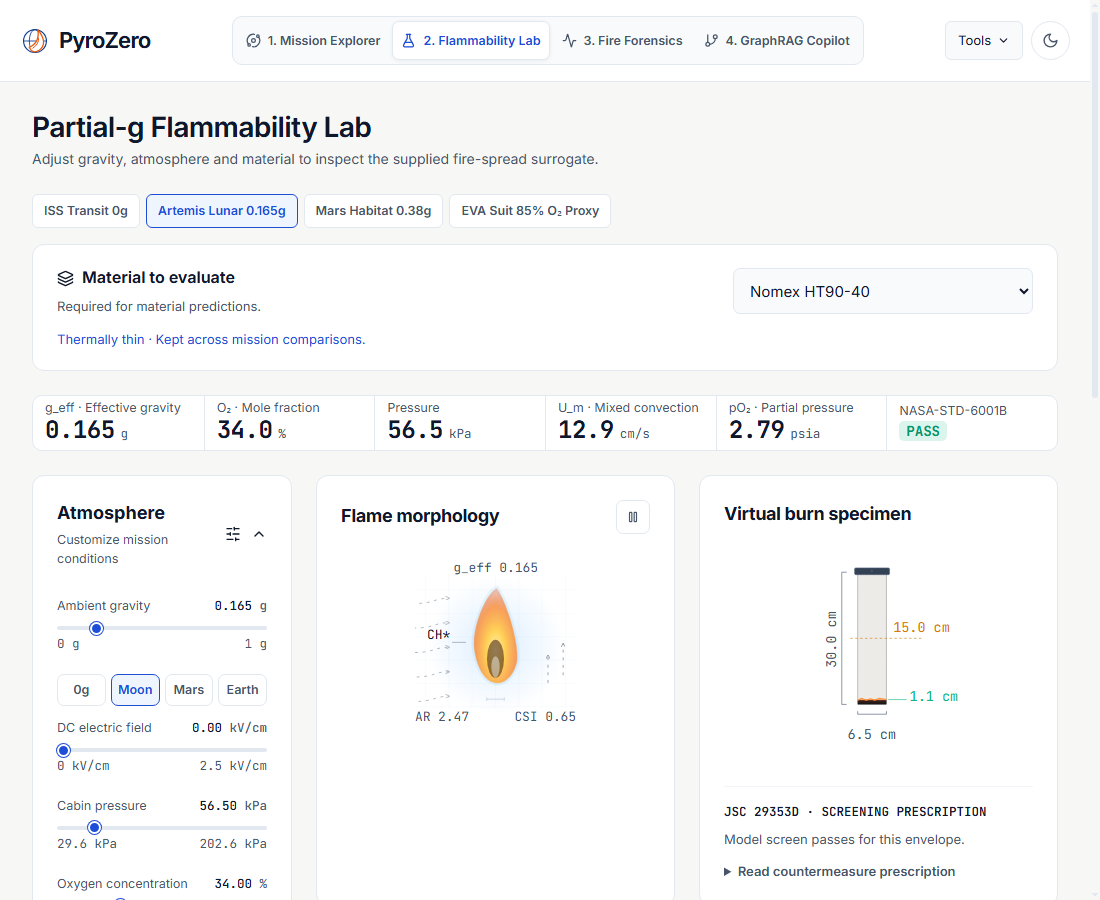 PyroZero
1. Mission Explorer
2. Flammability Lab
3. Fire Forensics
4. GraphRAG Copilot
Tools
Partial-g Flammability Lab
Adjust gravity, atmosphere and material to inspect the supplied fire-spread surrogate.
ISS Transit 0g
Artemis Lunar 0.165g
Mars Habitat 0.38g
EVA Suit 85% O₂ Proxy
Material to evaluate
Required for material predictions.
Thermally thin · Kept across mission comparisons.
Nomex HT90-40
g_eff · Effective gravity
0.165 g
O₂ · Mole fraction
34.0 %
Pressure
56.5 kPa
U_m · Mixed convection
12.9 cm/s
pO₂ · Partial pressure
2.79 psia
NASA-STD-6001B
PASS
Atmosphere
Customize mission
conditions
Ambient gravity 0.165 g
0 g 1 g
0g Moon Mars Earth
DC electric field 0.00 kV/cm
0 kV/cm 2.5 kV/cm
Cabin pressure 56.50 kPa
29.6 kPa 202.6 kPa
Oxygen concentration 34.00 %
Flame morphology
g_eff 0.165
CH*
AR 2.47 CSI 0.65
Virtual burn specimen
30.0 cm
15.0 cm
1.1 cm
6.5 cm
JSC 29353D · SCREENING PRESCRIPTION
Model screen passes for this envelope.
Read countermeasure prescription